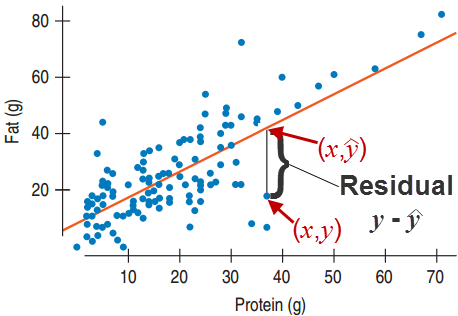 Fat (g)
80
60
40
20
(x,ŷ)
Residual
y - ŷ
(x,y)
10 20 30 40 50 60 70
Protein (g)